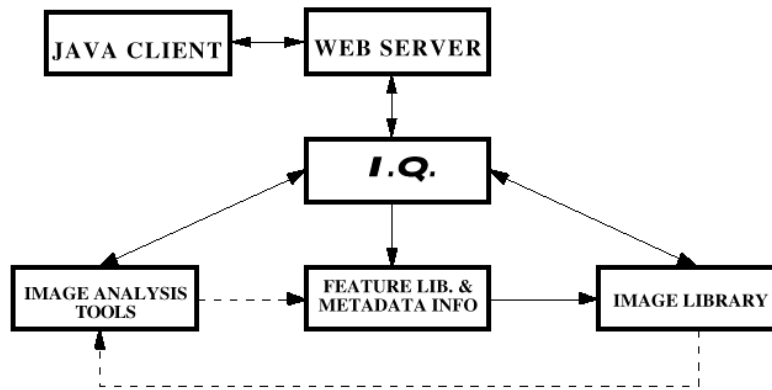 JAVA CLIENT
WEB SERVER
I.Q.
IMAGE ANALYSIS
TOOLS
FEATURE LIB. &
METADATA INFO
IMAGE LIBRARY